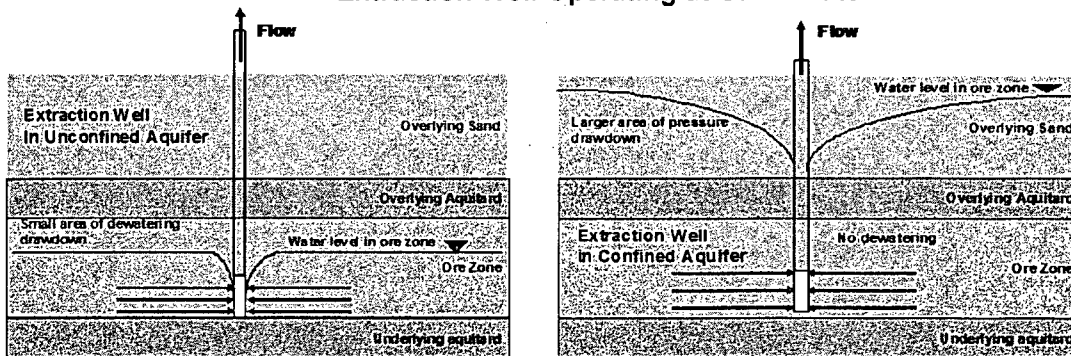 Flow
Extraction Well
In Unconfined Aquifer
Overlying Sand
Overlying Aquitard
Small area of dewatering
drawdown
Water level in ore zone
Ore Zone
Underlying aquitard
Flow
Water level in ore zone
Larger area of pressure
drawdown
Overlying Sand
Overlying Aquitard
Extraction Well
In Confined Aquifer
No dewatering
Ore Zone
Underlying aquitard